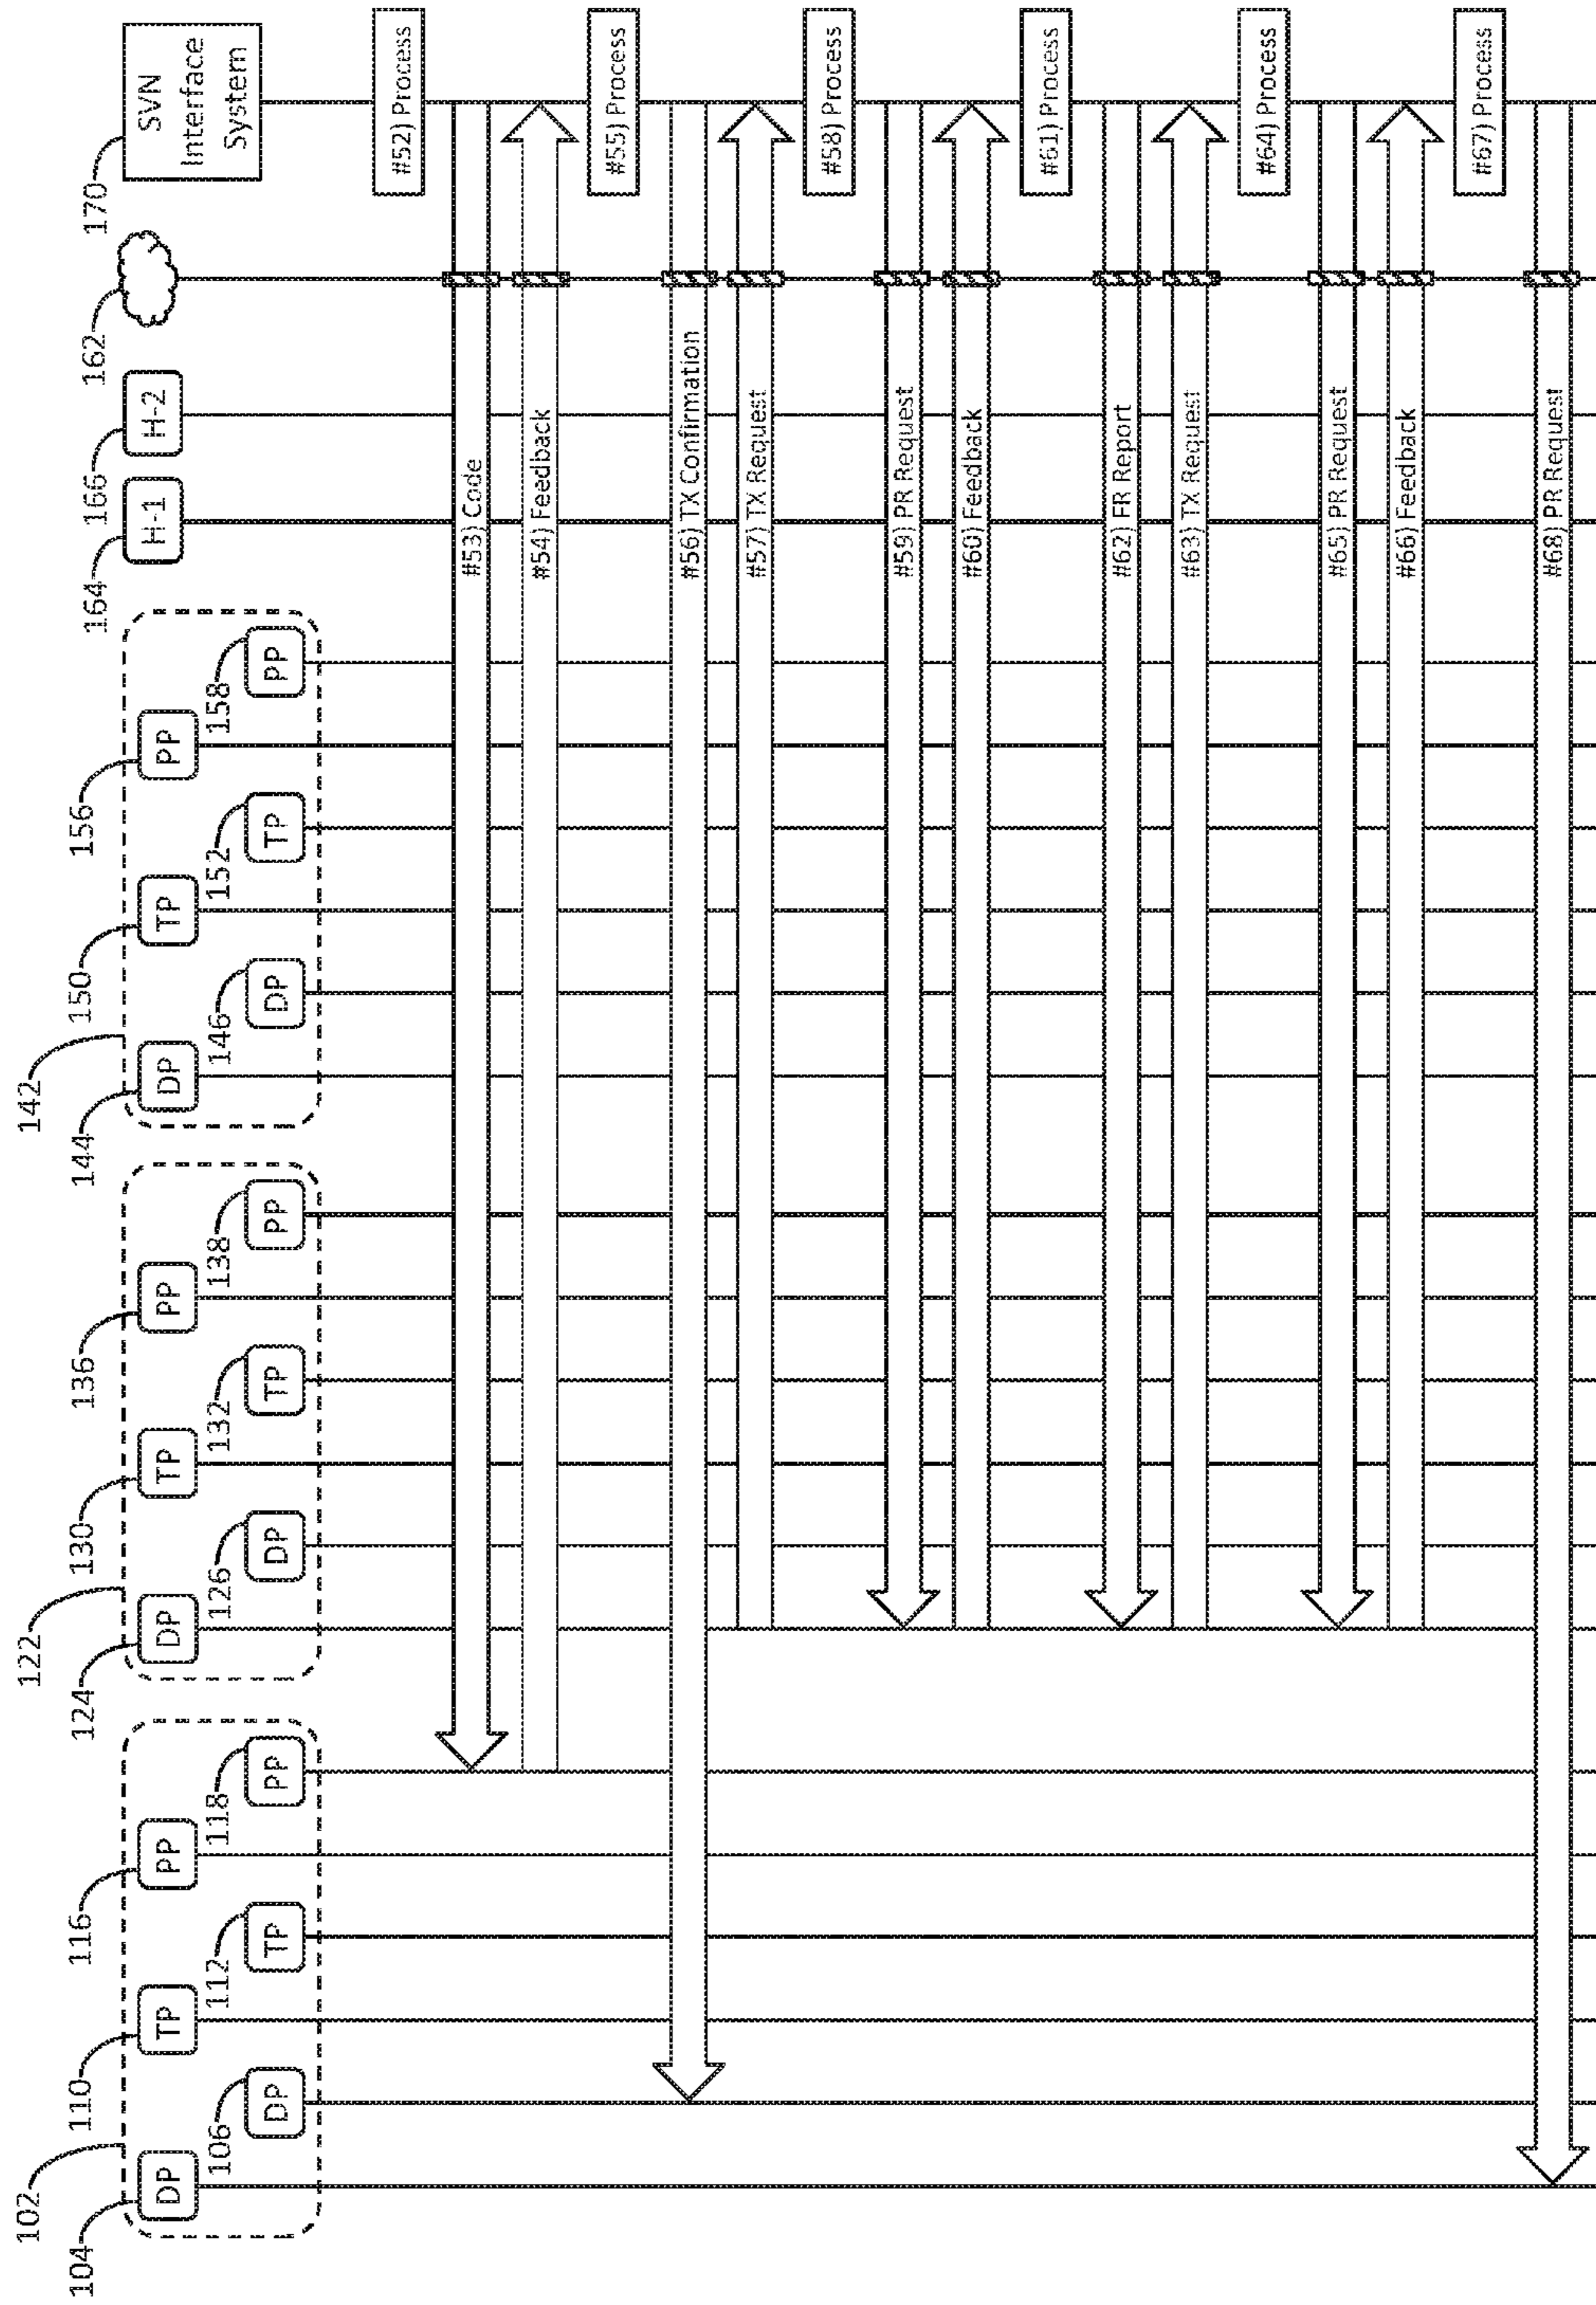 102
104
DP
106
DP
110
TP
112
TP
116
PP
118
PP
122
124
DP
126
DP
130
TP
132
TP
136
PP
138
PP
142
144
DP
146
DP
150
TP
152
TP
156
PP
158
PP
164
H-1
166
H-2
162
170
SVN
Interface
System
#52) Process
#53) Code
#54) Feedback
#55) Process
#56) TX Confirmation
#57) TX Request
#58) Process
#59) PR Request
#60) Feedback
#61) Process
#62) FR Report
#63) TX Request
#64) Process
#65) PR Request
#66) Feedback
#67) Process
#68) PR Request